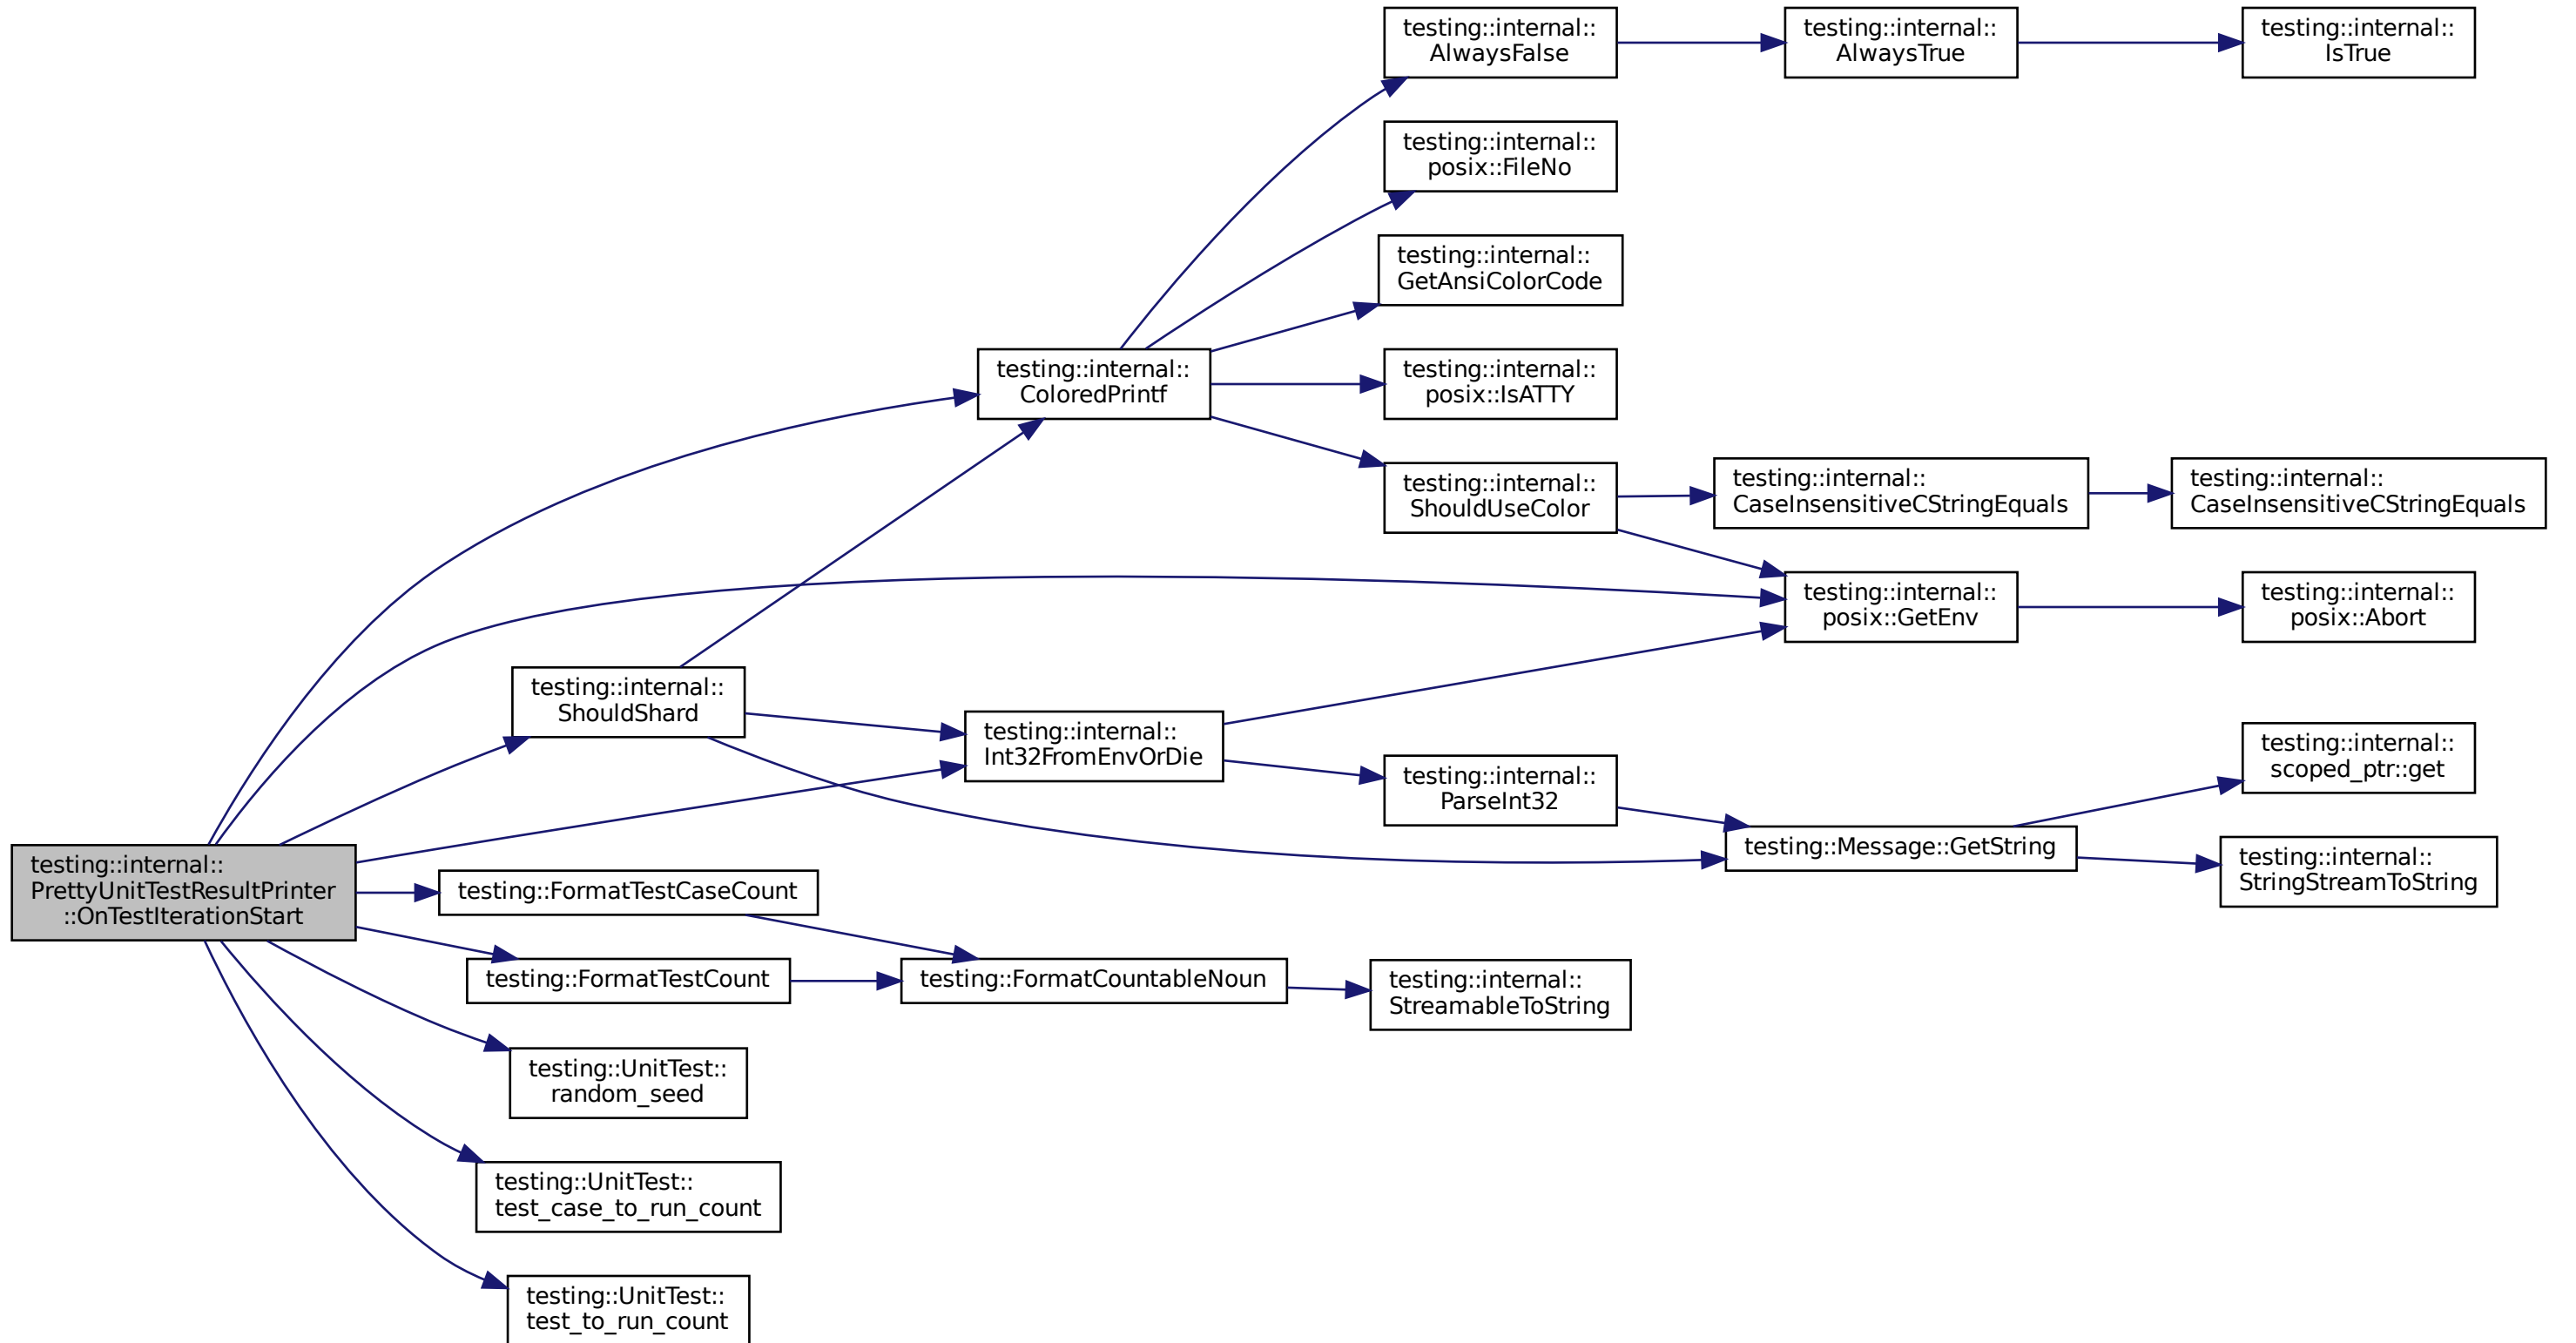 testing::internal::
AlwaysFalse
testing::internal::
AlwaysTrue
testing::internal::
IsTrue
testing::internal::
posix::FileNo
testing::internal::
GetAnsiColorCode
testing::internal::
ColoredPrintf
testing::internal::
posix::IsATTY
testing::internal::
ShouldUseColor
testing::internal::
CaseInsensitiveCStringEquals
testing::internal::
CaseInsensitiveCStringEquals
testing::internal::
posix::GetEnv
testing::internal::
posix::Abort
testing::internal::
ShouldShard
testing::internal::
Int32FromEnvOrDie
testing::internal::
ParseInt32
testing::internal::
scoped_ptr::get
testing::Message::GetString
testing::internal::
StringStreamToString
testing::internal::
PrettyUnitTestResultPrinter
::OnTestIterationStart
testing::FormatTestCaseCount
testing::FormatTestCount
testing::FormatCountableNoun
testing::internal::
StreamableToString
testing::UnitTest::
random_seed
testing::UnitTest::
test_case_to_run_count
testing::UnitTest::
test_to_run_count